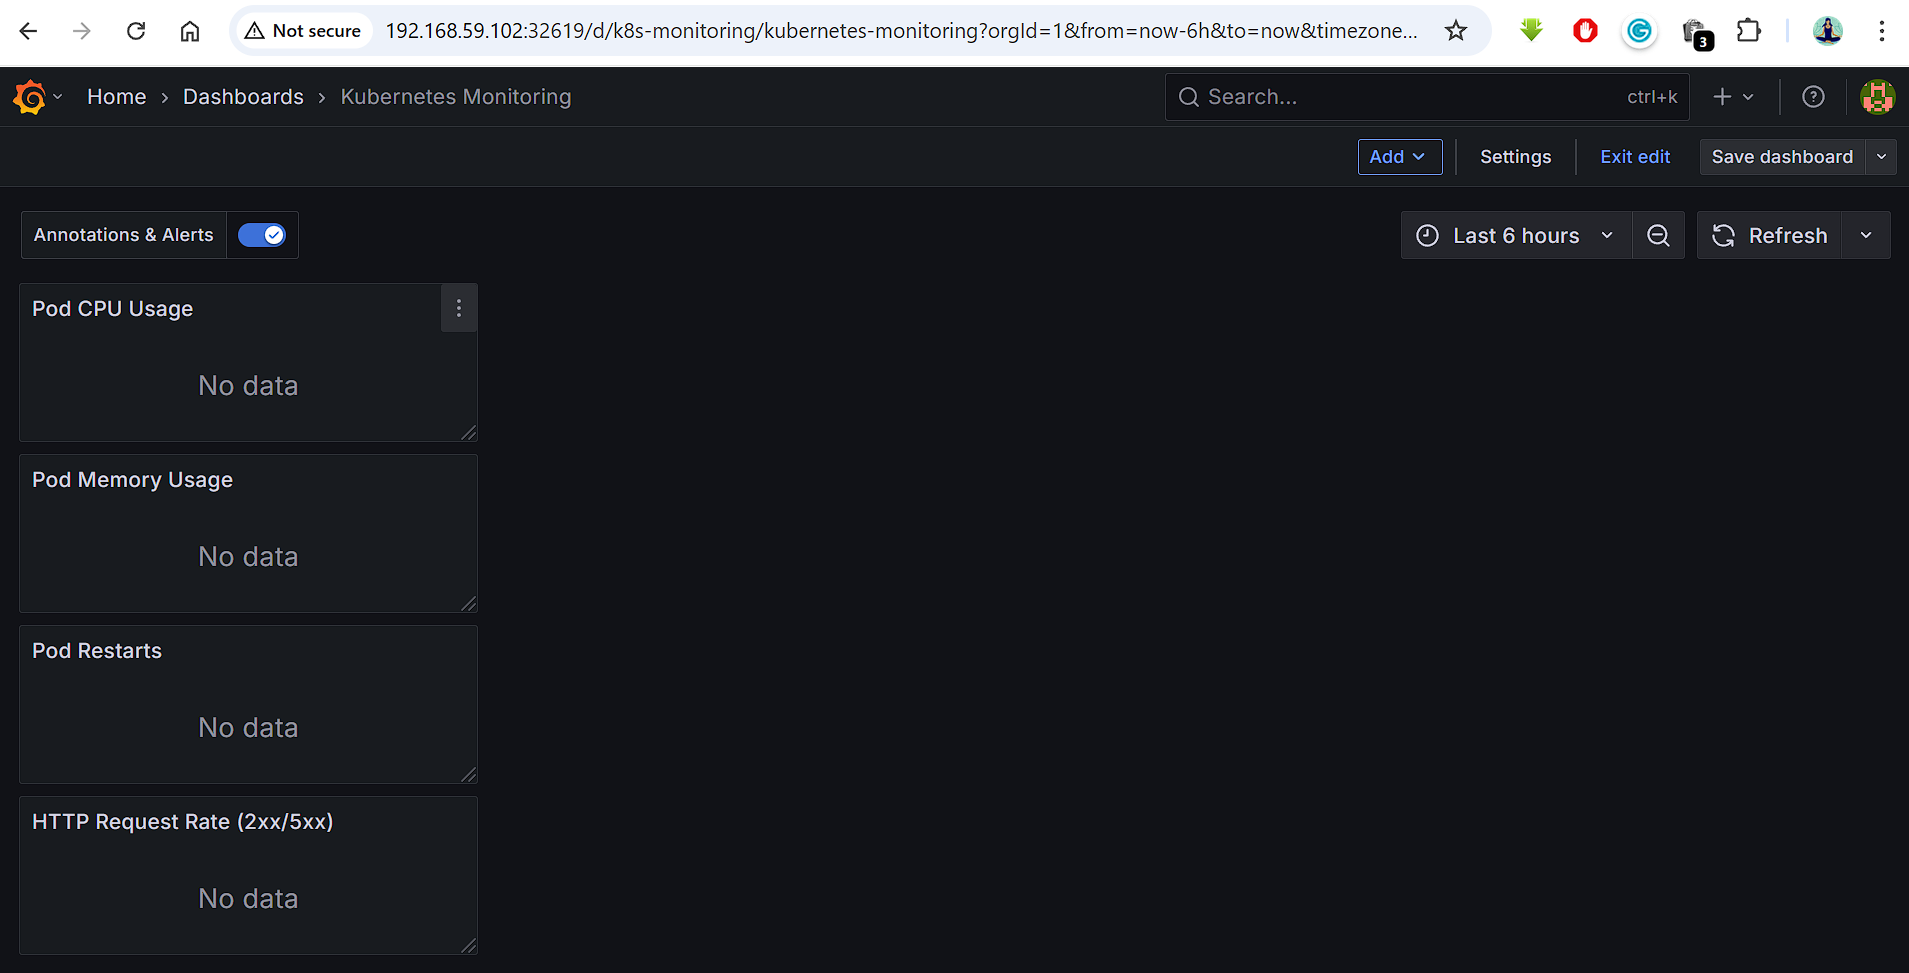 Not secure
192.168.59.102:32619/d/k8s-monitoring/kubernetes-monitoring?orgId=1&from=now-6h&to=now&timezone...
3
Home › Dashboards › Kubernetes Monitoring
Search...
ctrl+k
Add
Settings
Exit edit
Save dashboard
Annotations & Alerts
Last 6 hours
Refresh
Pod CPU Usage
No data
Pod Memory Usage
No data
Pod Restarts
No data
HTTP Request Rate (2xx/5xx)
No data